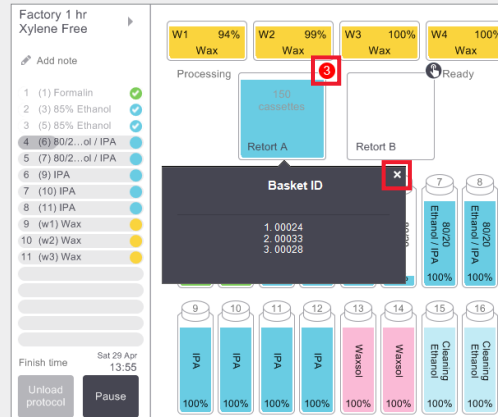 Factory 1 hr
Xylene Free
Add note
1 (1) Formalin
2 (3) 85% Ethanol
3 (5) 85% Ethanol
4 (6) 80/2...ol / IPA
5 (7) 80/2...ol / IPA
6 (9) IPA
7 (10) IPA
8 (11) IPA
9 (w1) Wax
10 (w2) Wax
11 (w3) Wax
Finish time
Sat 29 Apr
13:55
Unload
protocol
Pause
W1 94%
Wax
W2 99%
Wax
W3 100%
Wax
W4 100%
Wax
Processing
3
Ready
150
cassettes
Retort A
Retort B
Basket ID
1. 00024
2. 00033
3. 00028
7
80/20
Ethanol / IPA
100%
8
80/20
Ethanol / IPA
100%
9
IPA
100%
10
IPA
100%
11
IPA
100%
12
IPA
100%
13
Waxsol
100%
14
Waxsol
100%
15
Cleaning
Ethanol
100%
16
Cleaning
Ethanol
100%